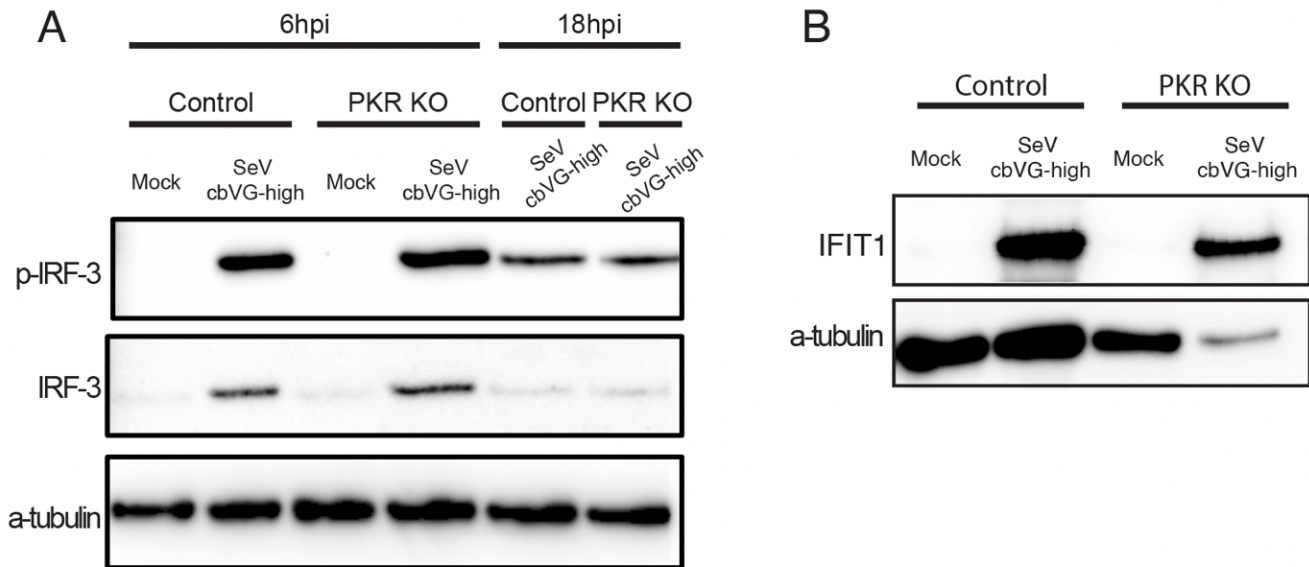 A
6hpi
18hpi
Control
PKR KO
Control
PKR KO
Mock
SeV
cbVG-high
Mock
SeV
cbVG-high
SeV
cbVG-high
SeV
cbVG-high
p-IRF-3
IRF-3
a-tubulin
B
Control
PKR KO
Mock
SeV
cbVG-high
Mock
SeV
cbVG-high
IFIT1
a-tubulin